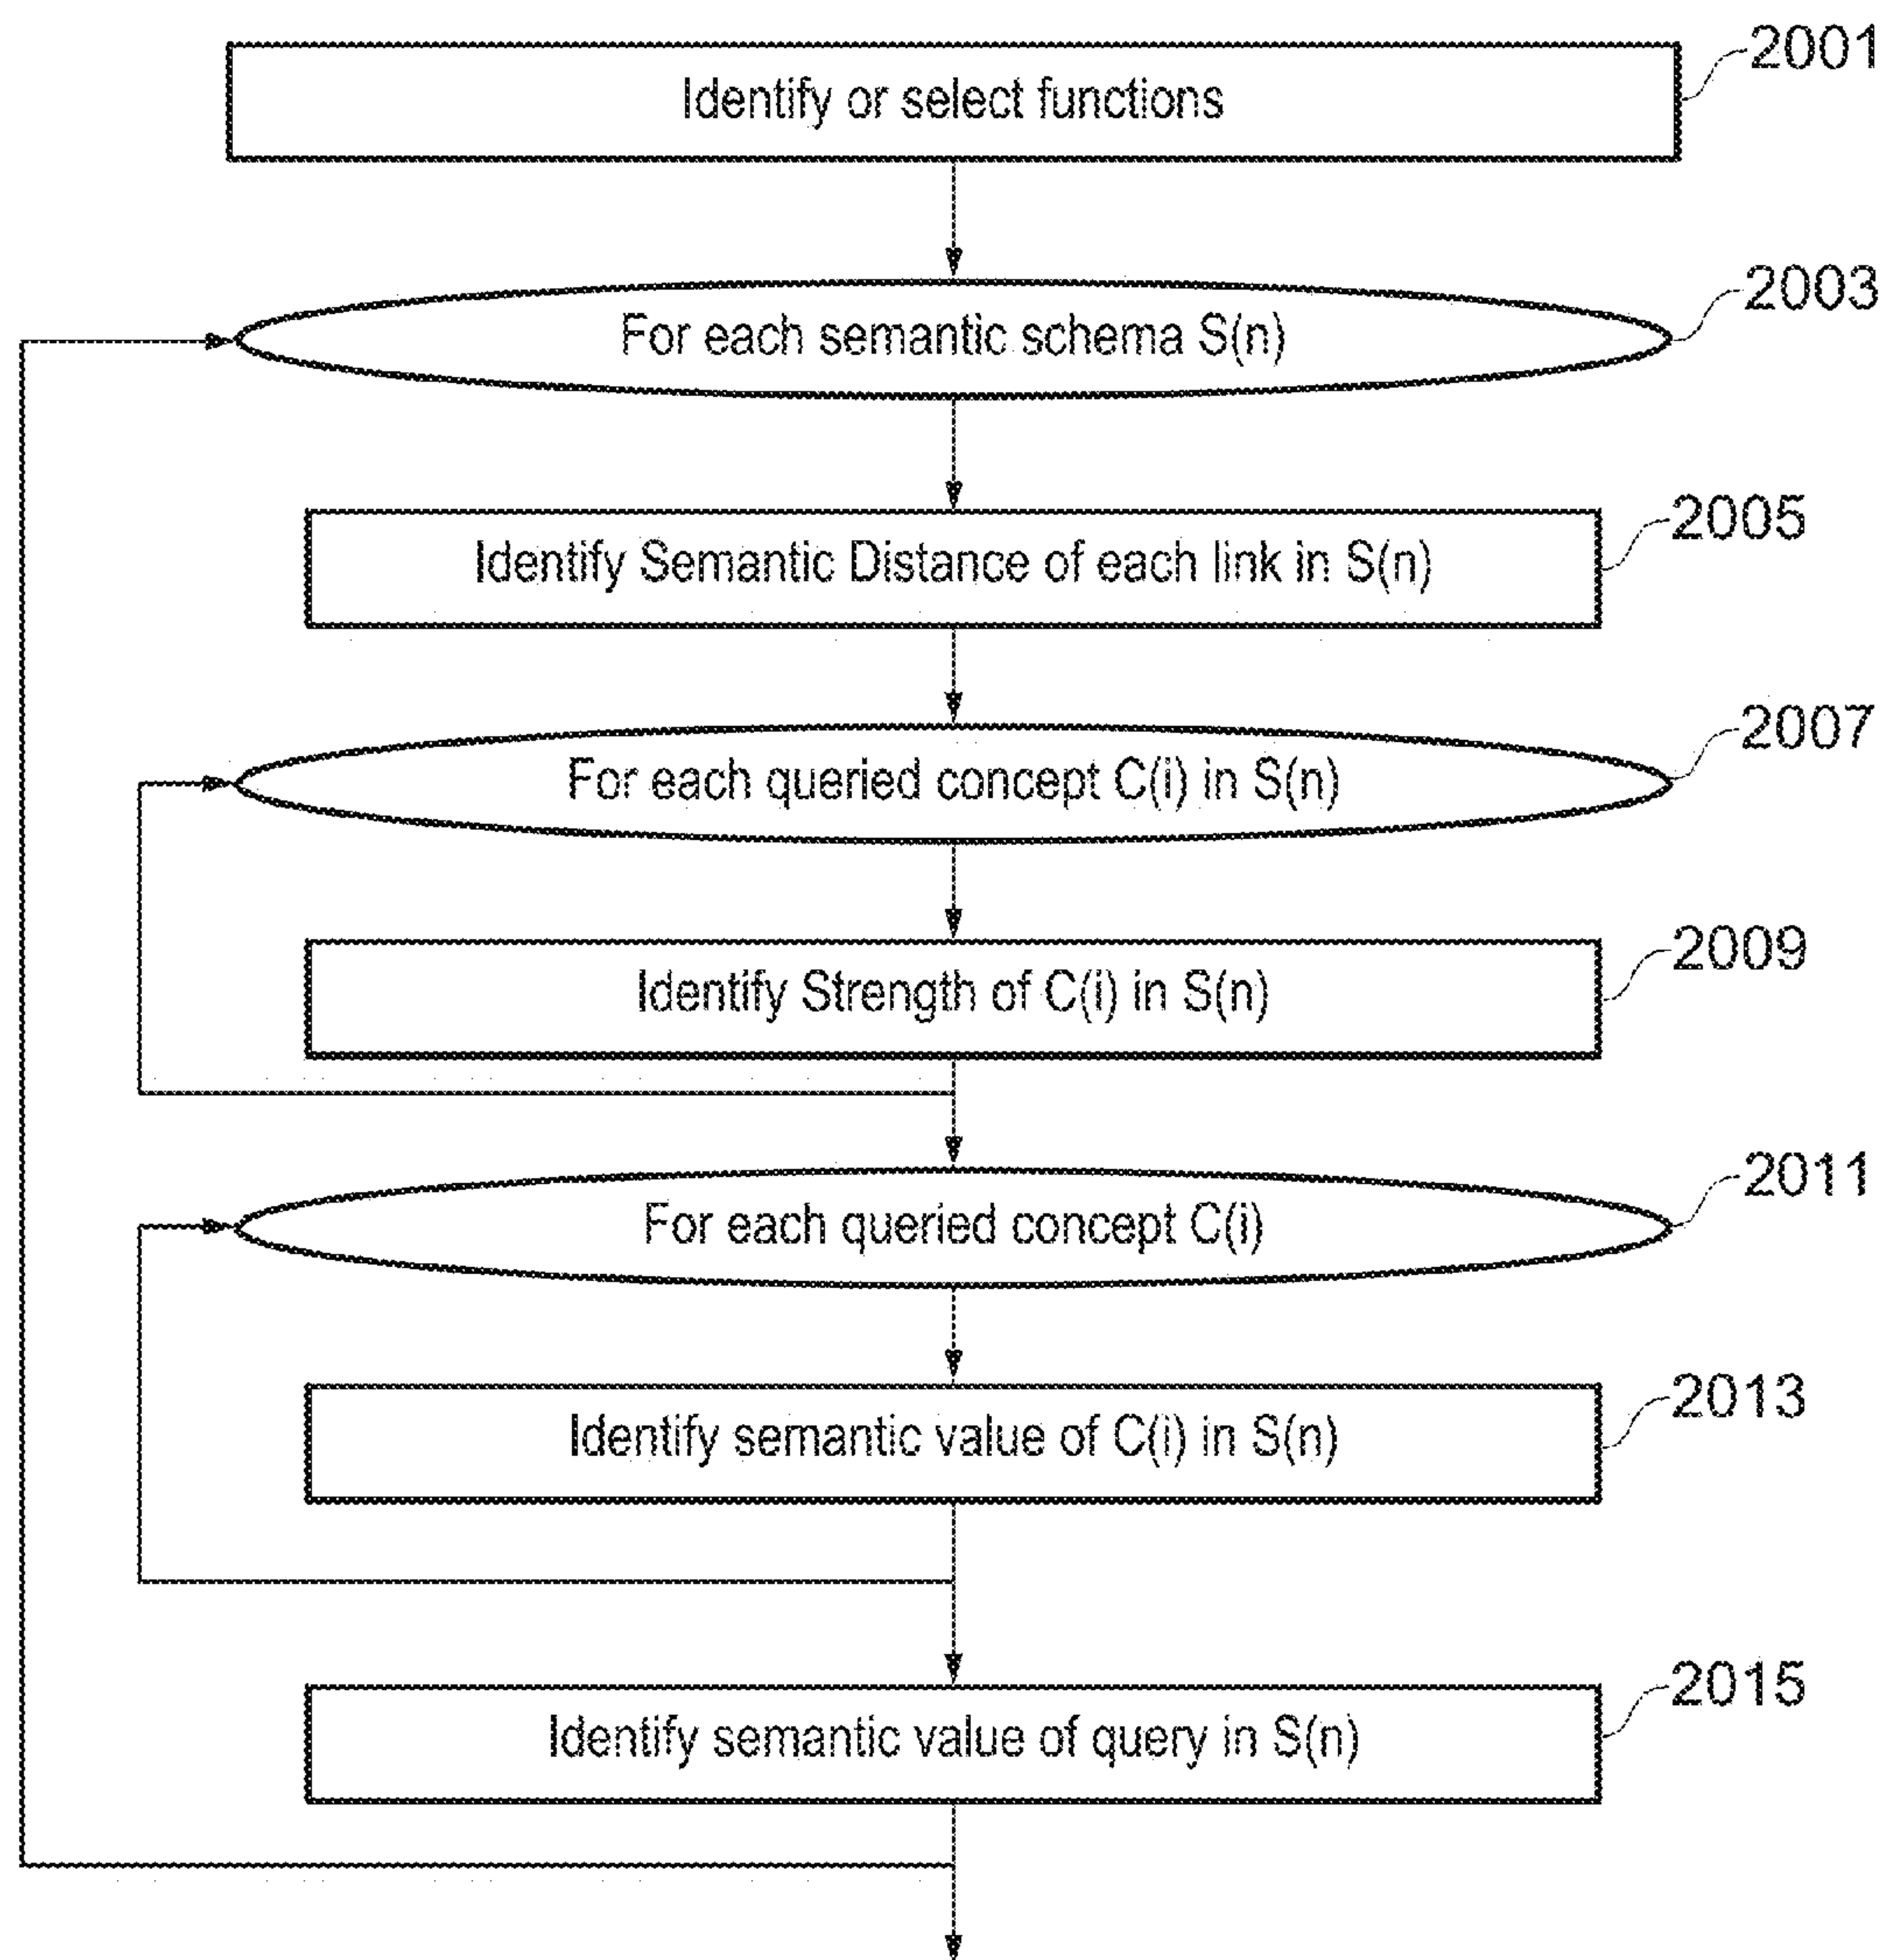 2001
Identify or select functions
2003
For each semantic schema S(n)
2005
Identify Semantic Distance of each link in S(n)
2007
For each queried concept C(i) in S(n)
2009
Identify Strength of C(i) in S(n)
2011
For each queried concept C(i)
2013
Identify semantic value of C(i) in S(n)
2015
Identify semantic value of query in S(n)